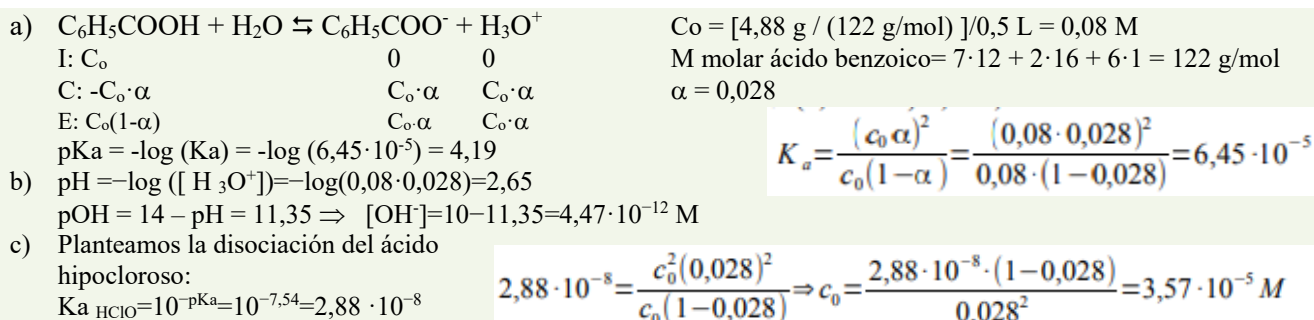 a) C₆H₅COOH + H₂O ⇆ C₆H₅COO⁻ + H₃O⁺ Co = [4,88 g / (122 g/mol) ]/0,5 L = 0,08 M
I: Cₒ 0 0 M molar ácido benzoico= 7·12 + 2·16 + 6·1 = 122 g/mol
C: -Cₒ·α Cₒ·α Cₒ·α α = 0,028
E: Cₒ(1-α) Cₒ·α Cₒ·α
pKa = -log (Ka) = -log (6,45·10⁻⁵) = 4,19
K a = (c₀ α)² / c₀(1−α) = (0,08·0,028)² / 0,08·(1−0,028) = 6,45·10⁻⁵
b) pH =−log ([ H ₃O⁺])=−log(0,08·0,028)=2,65
pOH = 14 – pH = 11,35 ⇒ [OH⁻]=10−11,35=4,47·10⁻¹² M
c) Planteamos la disociación del ácido
hipocloroso:
Ka HClO=10⁻ᵖᴷᵃ=10⁻⁷,⁵⁴=2,88 ·10⁻⁸
2,88·10⁻⁸ = c₀²(0,028)² / c₀(1−0,028) ⇒ c₀ = 2,88·10⁻⁸·(1−0,028) / 0,028² = 3,57·10⁻⁵ M